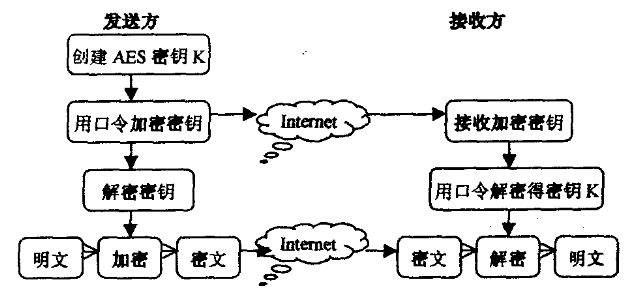 发送方
接收方
创建 AES 密钥 K
用口令加密密钥
Internet
接收加密密钥
解密密钥
用口令解密得密钥 K
明文
加密
密文
Internet
密文
解密
明文